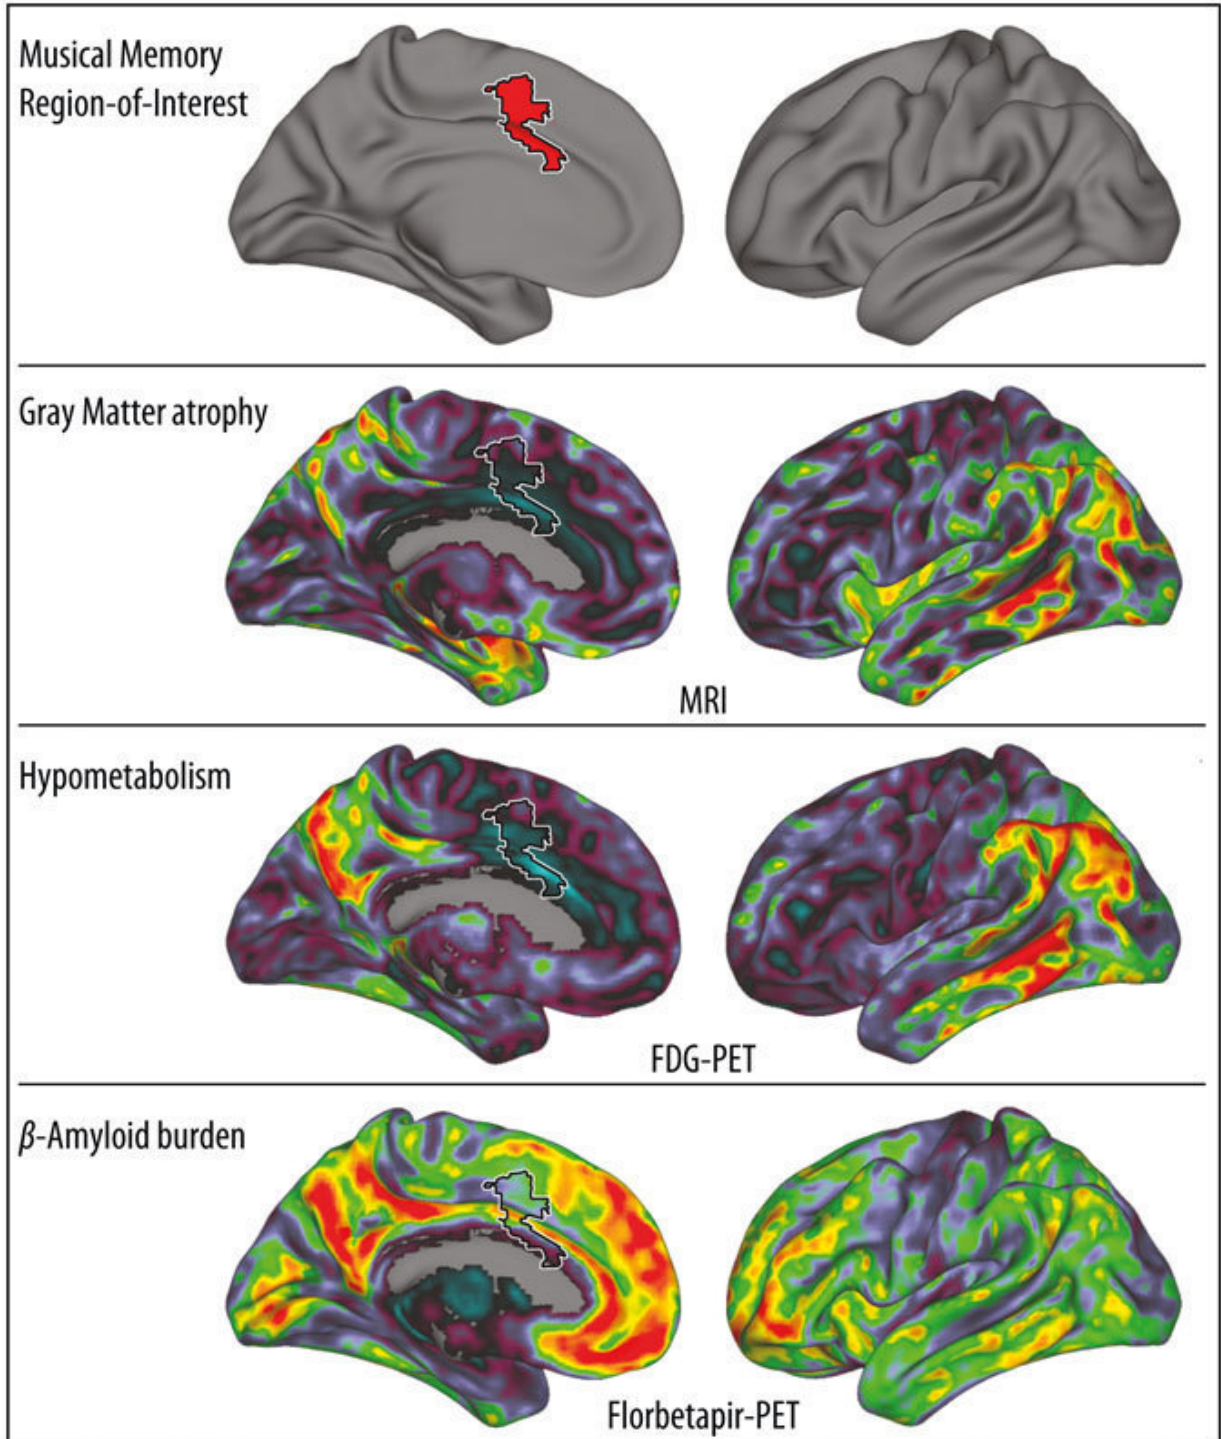 Musical Memory
Region-of-Interest
Gray Matter atrophy
MRI
Hypometabolism
FDG-PET
β-Amyloid burden
Florbetapir-PET